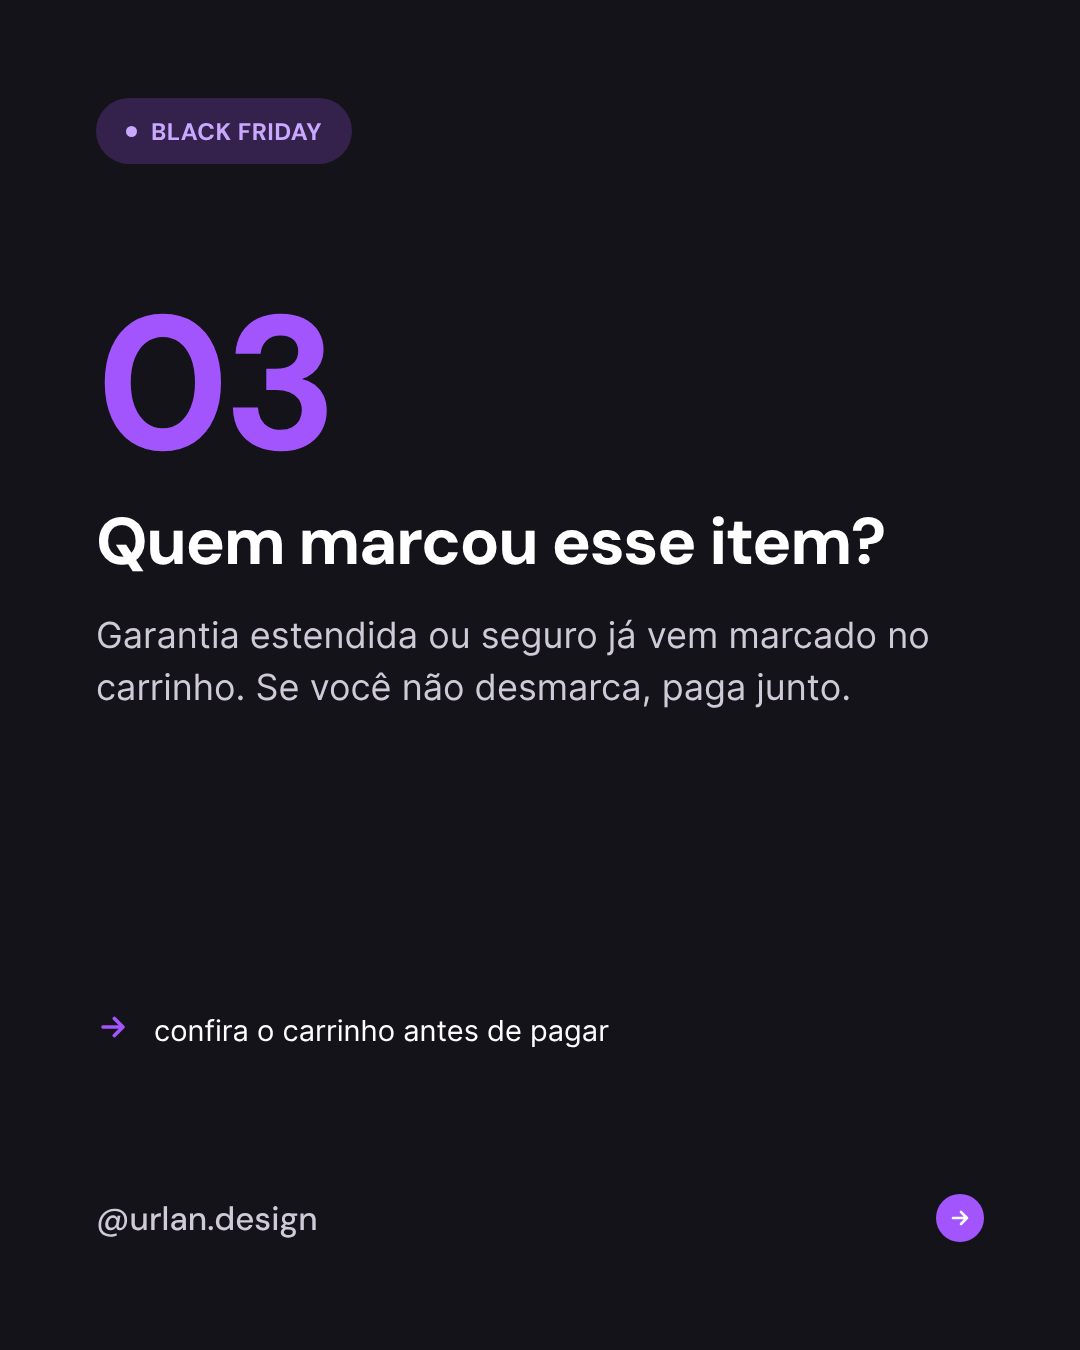 BLACK FRIDAY
03
Quem marcou esse item?
Garantia estendida ou seguro já vem marcado no
carrinho. Se você não desmarca, paga junto.
→ confira o carrinho antes de pagar
@urlan.design
→